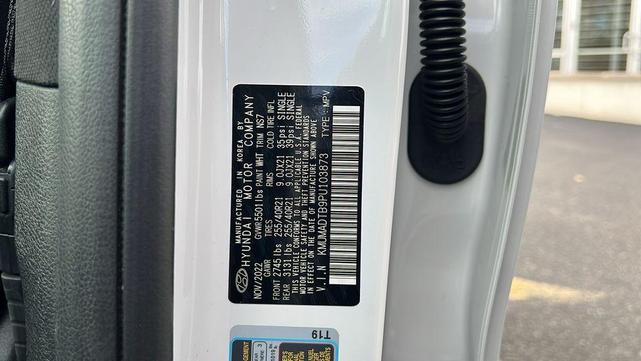 MANUFACTURED IN KOREA BY
HYUNDAI MOTOR COMPANY
NOV/2022 GVWR 5501 lbs PAINT WHT TRIM NS7
GAWR TIRES RIMS COLD TIRE INFL
FRONT 2745 lbs 255/40R21 9.0JX21 35psi SINGLE
REAR 3131 lbs 255/40R21 9.0JX21 39psi SINGLE
THIS VEHICLE CONFORMS TO ALL APPLICABLE U.S.A. FEDERAL
MOTOR VEHICLE SAFETY AND THEFT PREVENTION STANDARDS
IN EFFECT ON THE DATE OF MANUFACTURE SHOWN ABOVE
V.I.N KMUMADTB9PU103873 TYPE: MPV
T19